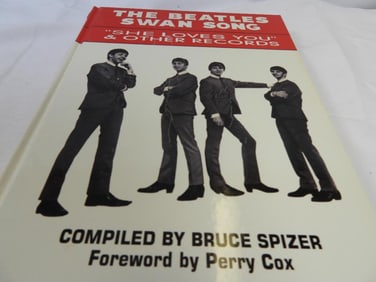 THE BEATLES
SWAN SONG
"SHE LOVES YOU"
& OTHER RECORDS
COMPILED BY BRUCE SPIZER
Foreword by Perry Cox